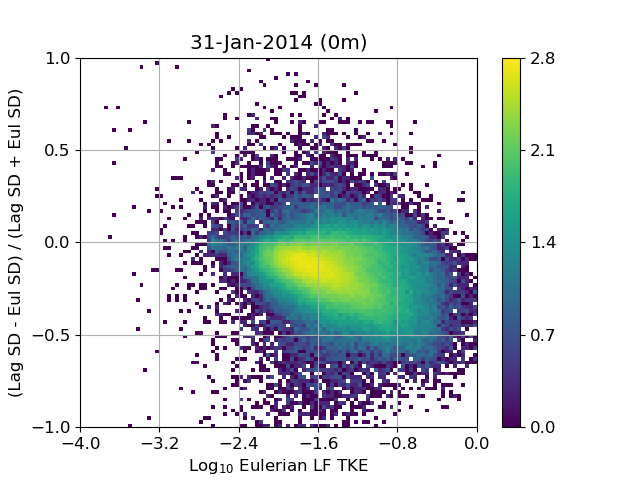 31-Jan-2014 (0m)
(Lag SD - Eul SD) / (Lag SD + Eul SD)
1.0
0.5
0.0
−0.5
−1.0
−4.0 −3.2 −2.4 −1.6 −0.8 0.0
Log₁₀ Eulerian LF TKE
2.8
2.1
1.4
0.7
0.0